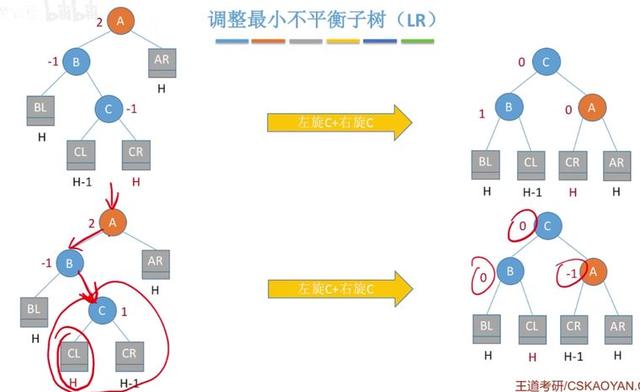 调整最小不平衡子树（LR）
2 A
-1 B AR
H
BL C -1
H
CL CR
H-1 H
左旋C+右旋C
0 C
1 B 0 A
BL CL CR AR
H H-1 H H
2 A
-1 B AR
H
BL C 1
H
CL CR
H H-1
左旋C+右旋C
0 C
0 B -1 A
BL CL CR AR
H H H-1 H
王道考研/CSKAOYAN.